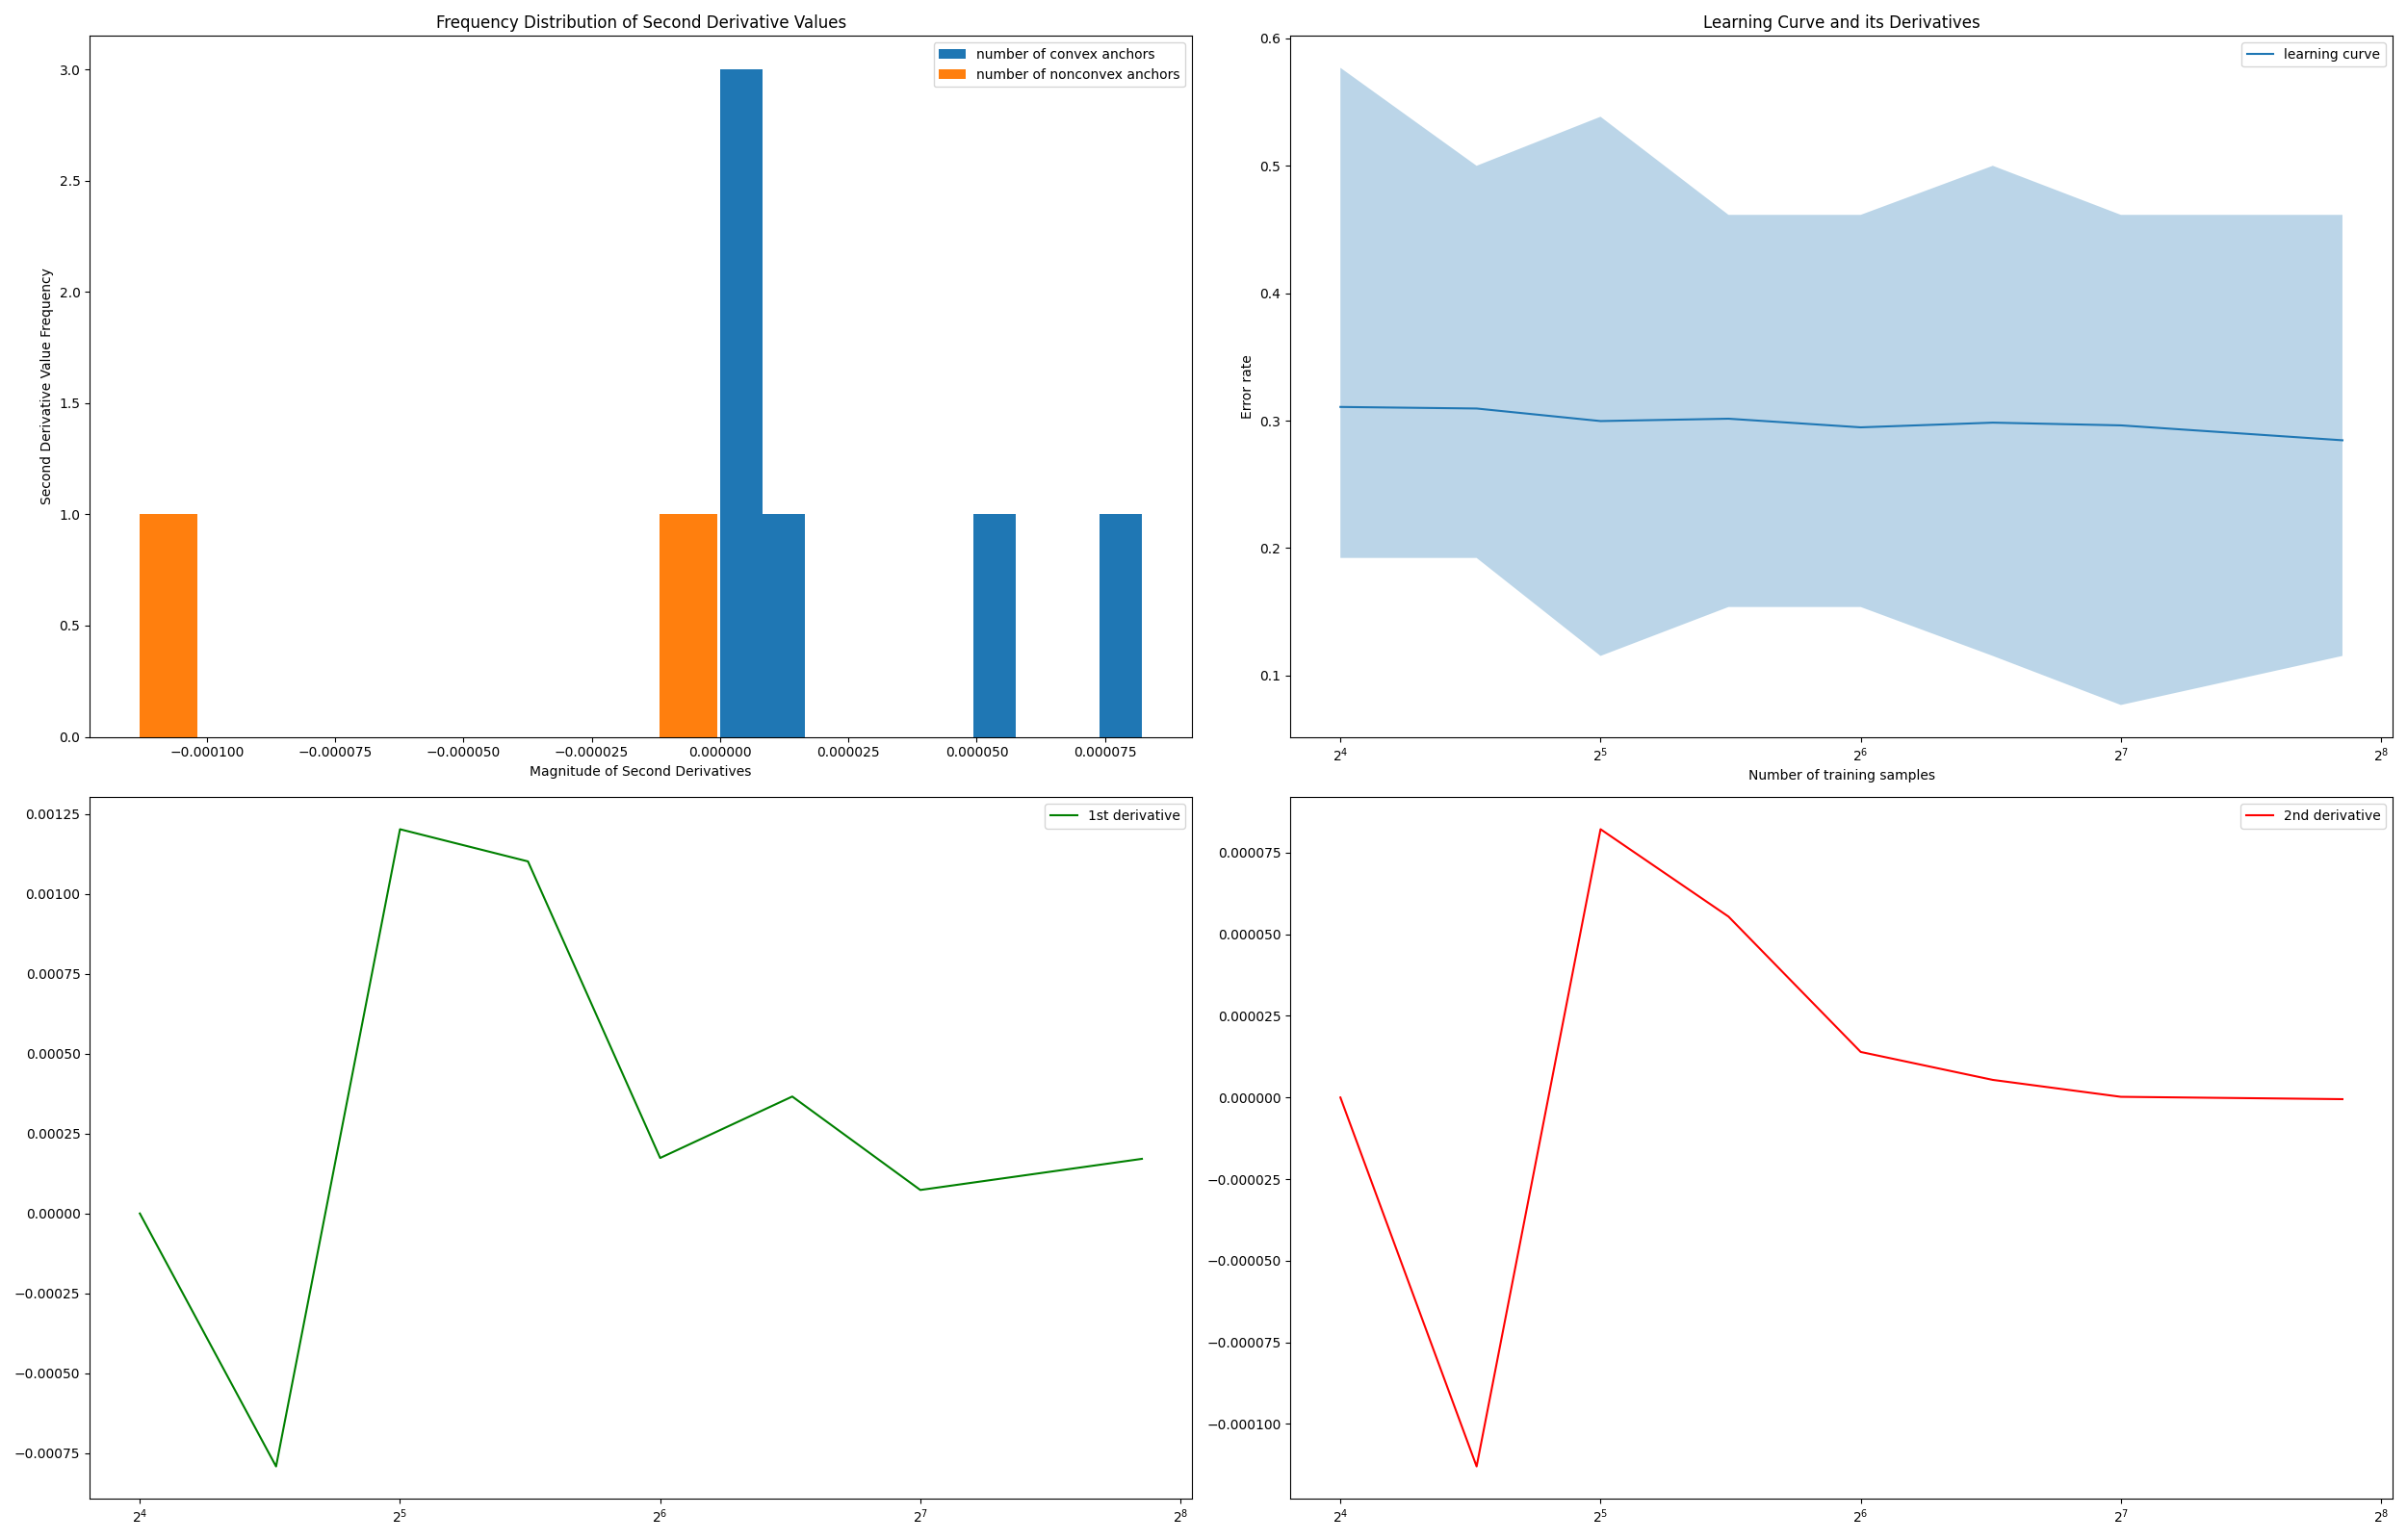 Frequency Distribution of Second Derivative Values
number of convex anchors
number of nonconvex anchors
3.0
2.5
2.0
1.5
1.0
0.5
0.0
Second Derivative Value Frequency
−0.000100 −0.000075 −0.000050 −0.000025 0.000000 0.000025 0.000050 0.000075
Magnitude of Second Derivatives
Learning Curve and its Derivatives
learning curve
0.6
0.5
0.4
0.3
0.2
0.1
Error rate
2⁴ 2⁵ 2⁶ 2⁷ 2⁸
Number of training samples
1st derivative
0.00125
0.00100
0.00075
0.00050
0.00025
0.00000
−0.00025
−0.00050
−0.00075
2⁴ 2⁵ 2⁶ 2⁷ 2⁸
2nd derivative
0.000075
0.000050
0.000025
0.000000
−0.000025
−0.000050
−0.000075
−0.000100
2⁴ 2⁵ 2⁶ 2⁷ 2⁸